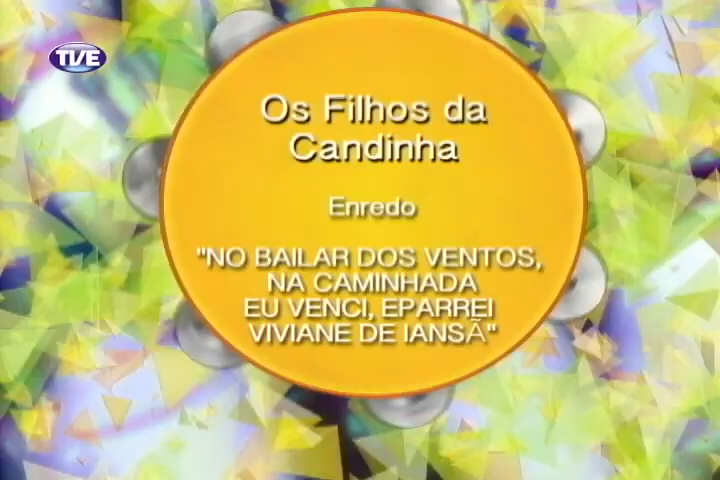 TVE
Os Filhos da
Candinha
Enredo
"NO BAILAR DOS VENTOS,
NA CAMINHADA
EU VENCI, EPARREI
VIVIANE DE IANSÃ"